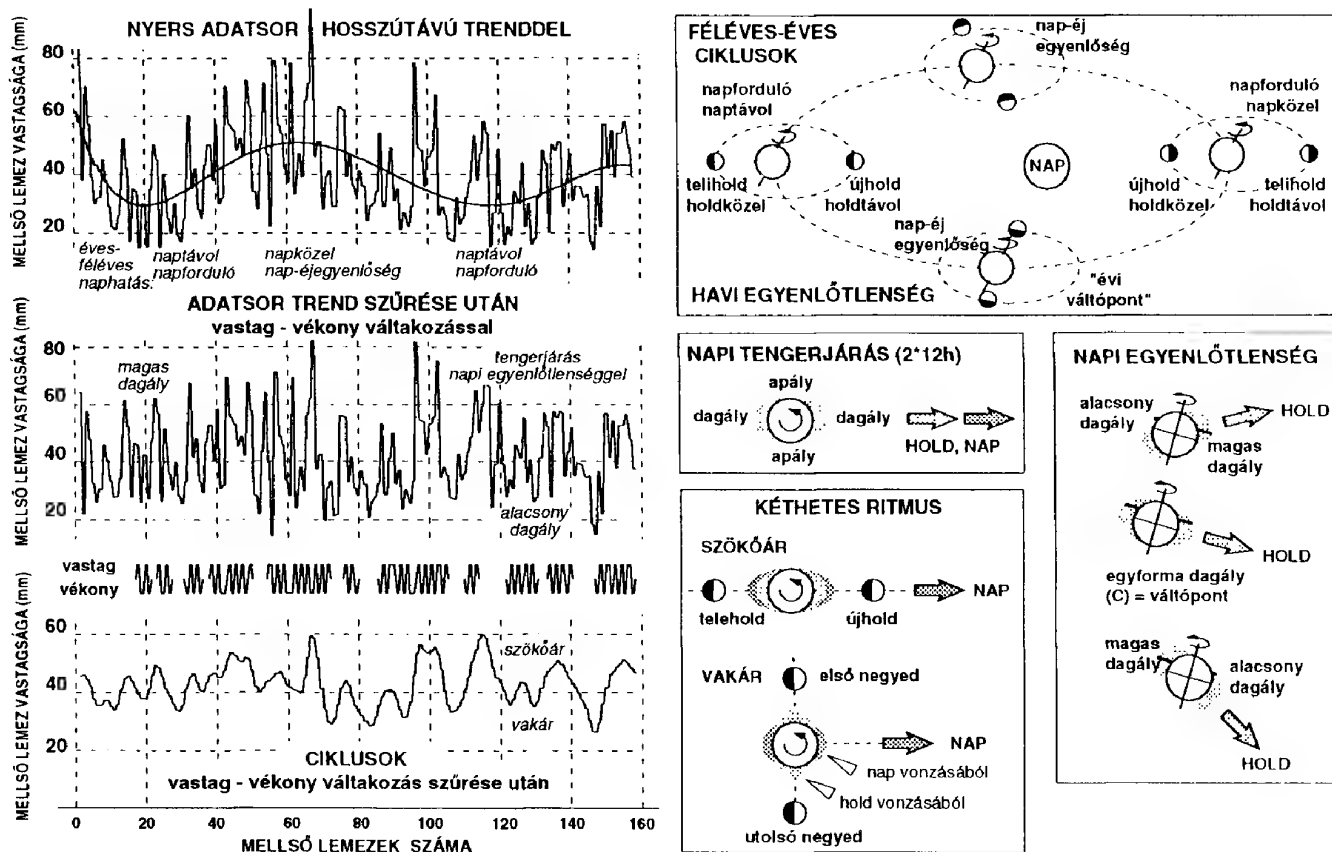 NYERS ADATSOR HOSSZÚTÁVÚ TRENDDEL
MELLSŐ LEMEZ VASTAGSÁGA (mm)
80
60
40
20
éves-
féléves
naphatás:
naptávol
napforduló
napközel
nap-éjegyenlőség
naptávol
napforduló
ADATSOR TREND SZŰRÉSE UTÁN
vastag - vékony váltakozással
MELLSŐ LEMEZ VASTAGSÁGA (mm)
80
60
40
20
magas
dagály
tengerjárás
napi egyenlőtlenséggel
alacsony
dagály
vastag
vékony
MELLSŐ LEMEZ VASTAGSÁGA (mm)
60
40
20
szökőár
vakár
CIKLUSOK
vastag - vékony váltakozás szűrése után
0 20 40 60 80 100 120 140 160
MELLSŐ LEMEZEK SZÁMA
FÉLÉVES-ÉVES
CIKLUSOK
nap-éj
egyenlőség
napforduló
naptávol
napforduló
napközel
NAP
telihold
holdközel
újhold
holdtávol
újhold
holdközel
telihold
holdtávol
nap-éj
egyenlőség
"évi
váltópont"
HAVI EGYENLŐTLENSÉG
NAPI TENGERJÁRÁS (2*12h)
apály
dagály dagály
apály
HOLD, NAP
KÉTHETES RITMUS
SZÖKŐÁR
telehold újhold
NAP
VAKÁR
első negyed
NAP
nap vonzásából
hold vonzásából
utolsó negyed
NAPI EGYENLŐTLENSÉG
alacsony
dagály
HOLD
magas
dagály
HOLD
egyforma dagály
(C) = váltópont
magas
dagály
alacsony
dagály
HOLD